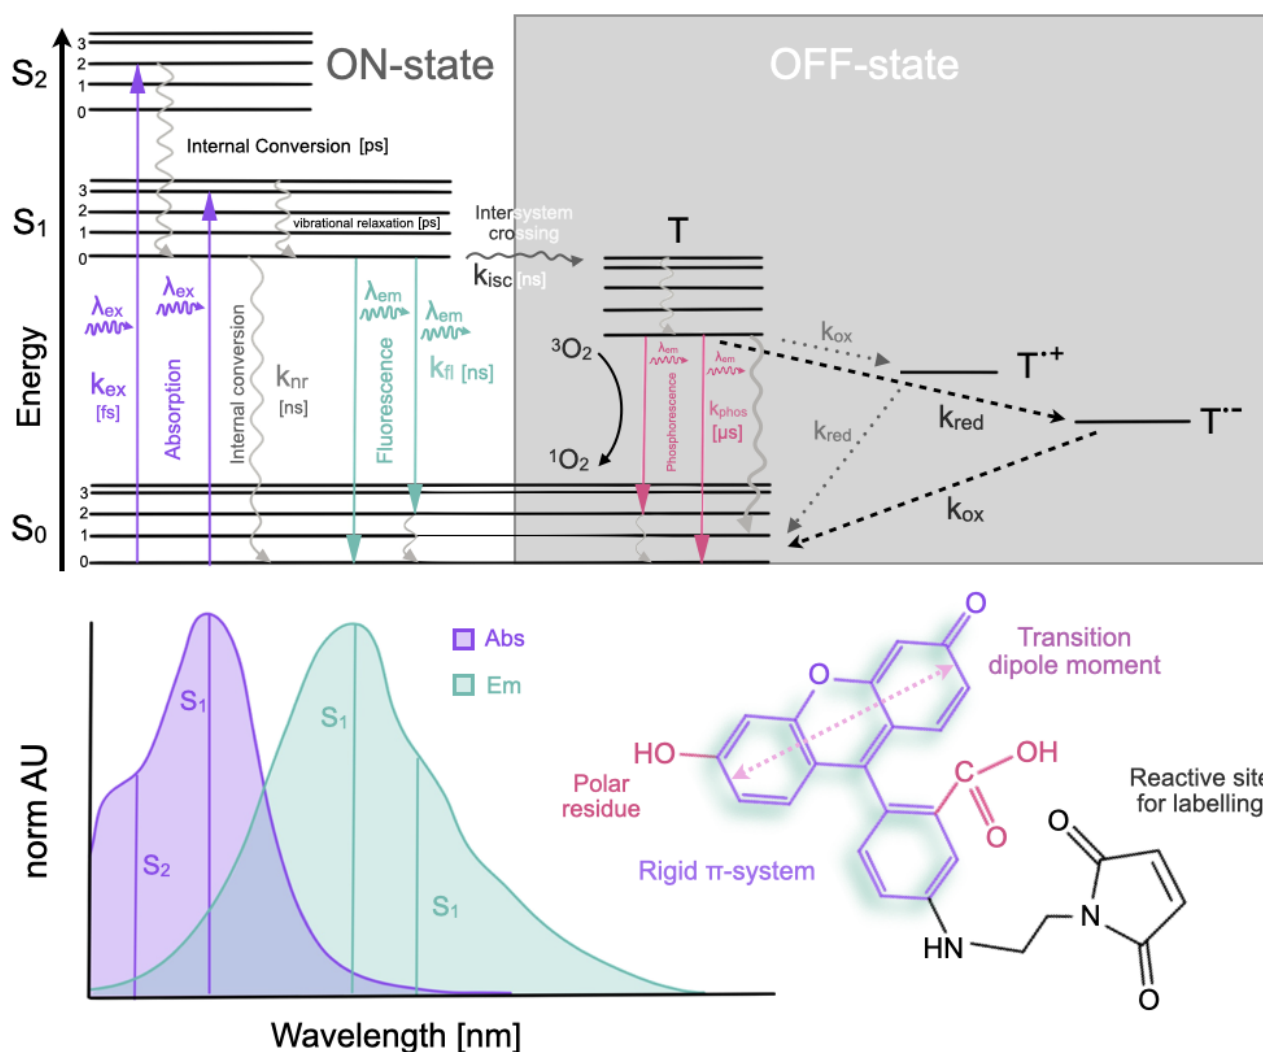 ON-state
OFF-state
S2
3
2
1
0
Internal Conversion [ps]
S1
3
2
1
0
vibrational relaxation [ps]
Intersystem
crossing
kisc [ns]
T
Energy
λex
λex
kex
[fs]
Absorption
Internal conversion
knr
[ns]
λem
λem
Fluorescence
kfl [ns]
3O2
1O2
λem
λem
Phosphorescence
kphos
[µs]
kox
T•+
kred
kred
T•-
kox
S0
3
2
1
0
norm AU
Abs
Em
S1
S2
S1
S1
Wavelength [nm]
O
Transition
dipole moment
O
HO
Polar
residue
C
OH
O
Rigid π-system
Reactive site
for labelling
O
N
HN
O